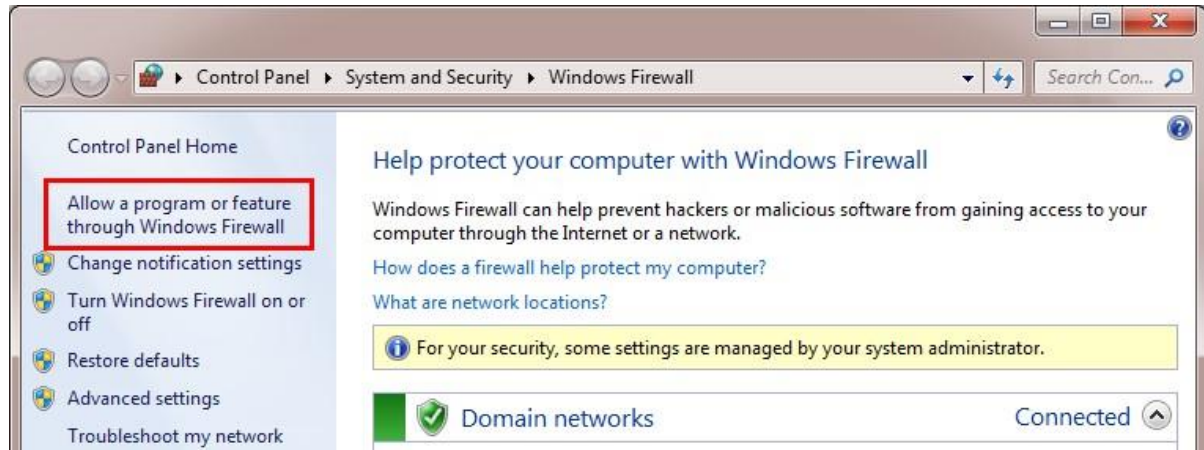 Control Panel ▸ System and Security ▸ Windows Firewall
Search Con...
Control Panel Home
Allow a program or feature
through Windows Firewall
Change notification settings
Turn Windows Firewall on or
off
Restore defaults
Advanced settings
Troubleshoot my network
Help protect your computer with Windows Firewall
Windows Firewall can help prevent hackers or malicious software from gaining access to your
computer through the Internet or a network.
How does a firewall help protect my computer?
What are network locations?
For your security, some settings are managed by your system administrator.
Domain networks
Connected